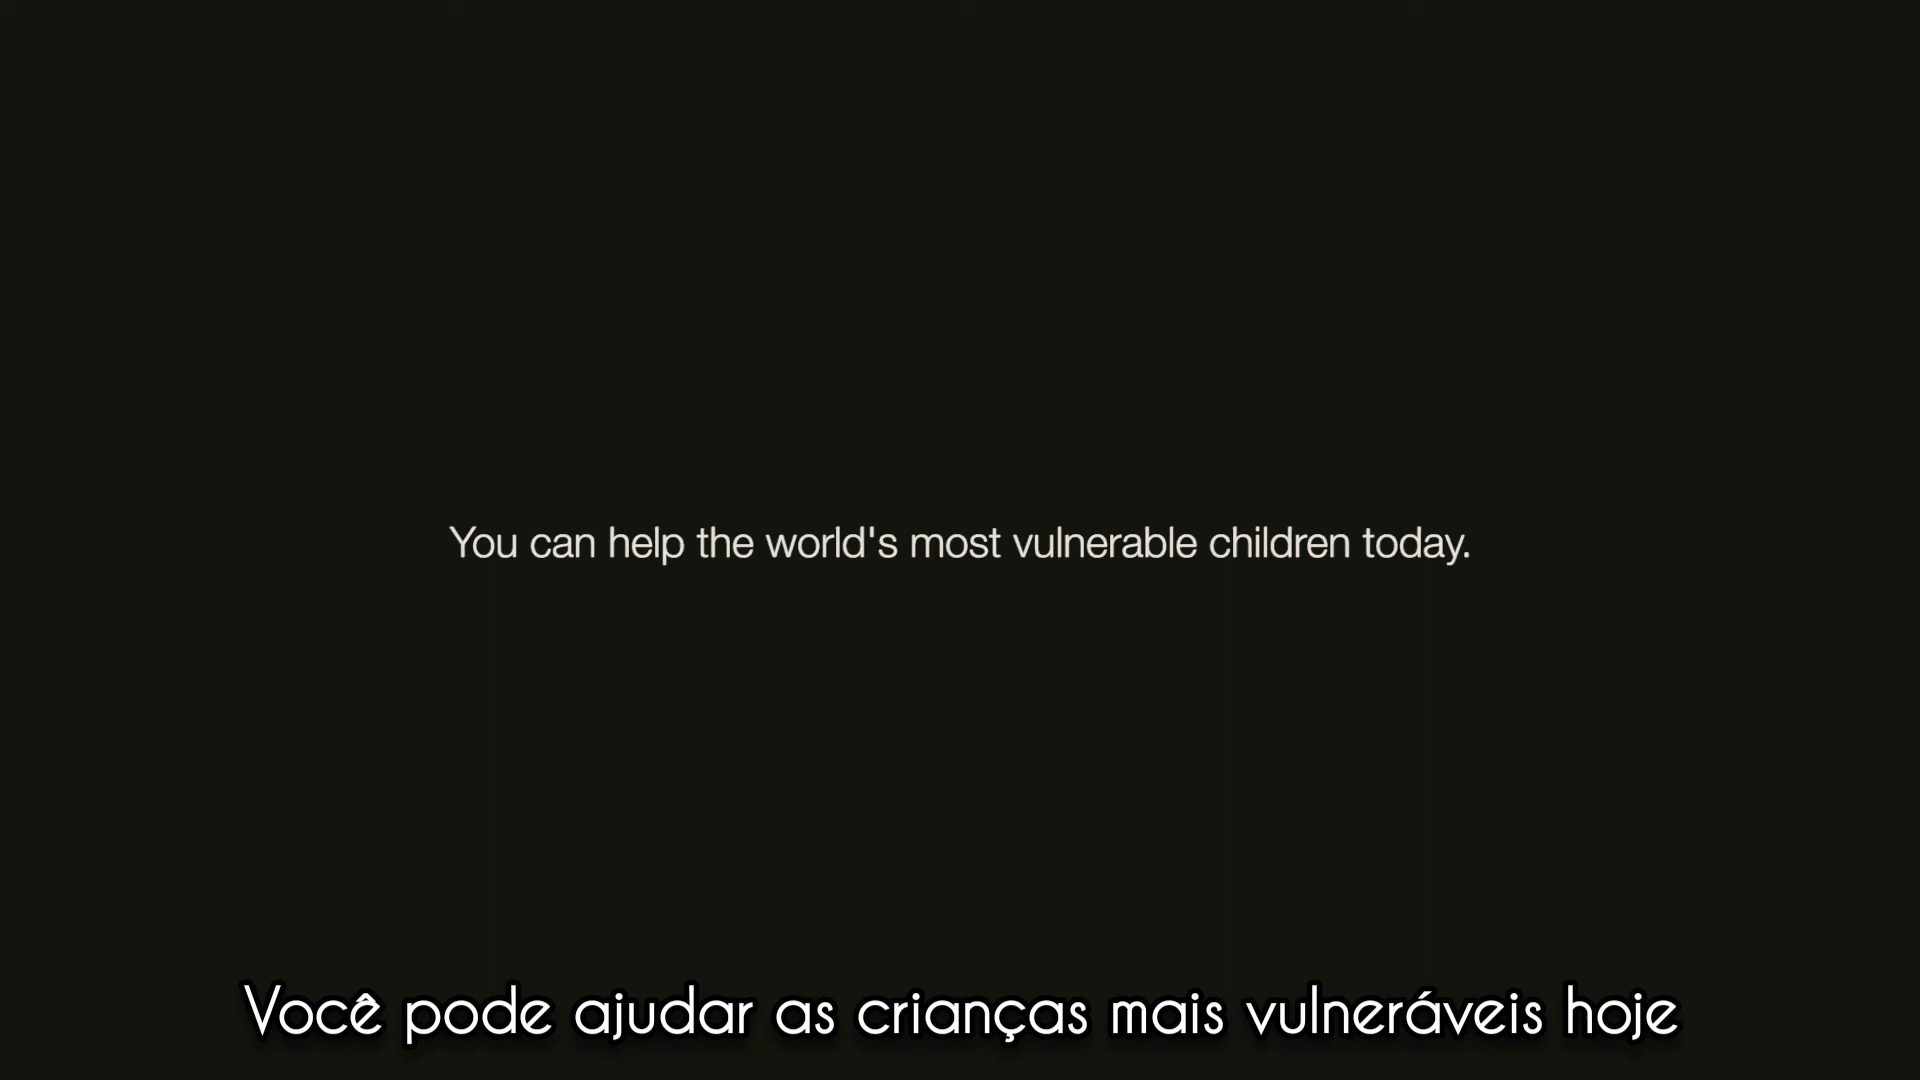 You can help the world's most vulnerable children today.
Você pode ajudar as crianças mais vulneráveis hoje